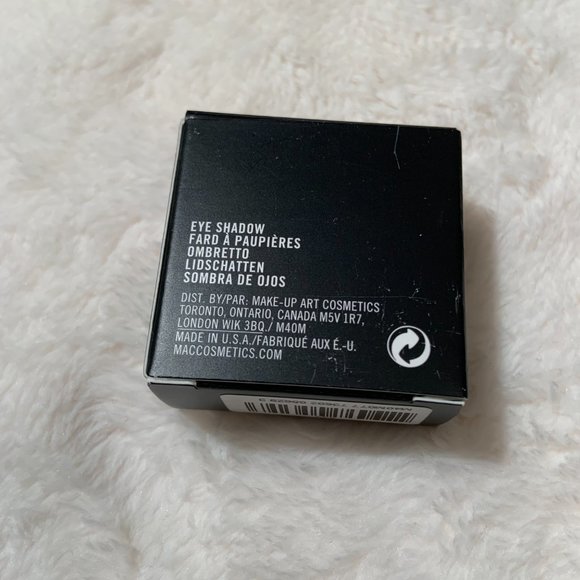 EYE SHADOW
FARD À PAUPIÈRES
OMBRETTO
LIDSCHATTEN
SOMBRA DE OJOS
DIST. BY/PAR: MAKE-UP ART COSMETICS
TORONTO, ONTARIO, CANADA M5V 1R7,
LONDON W1K 3BQ./ M40M
MADE IN U.S.A./FABRIQUÉ AUX É.-U.
MACCOSMETICS.COM